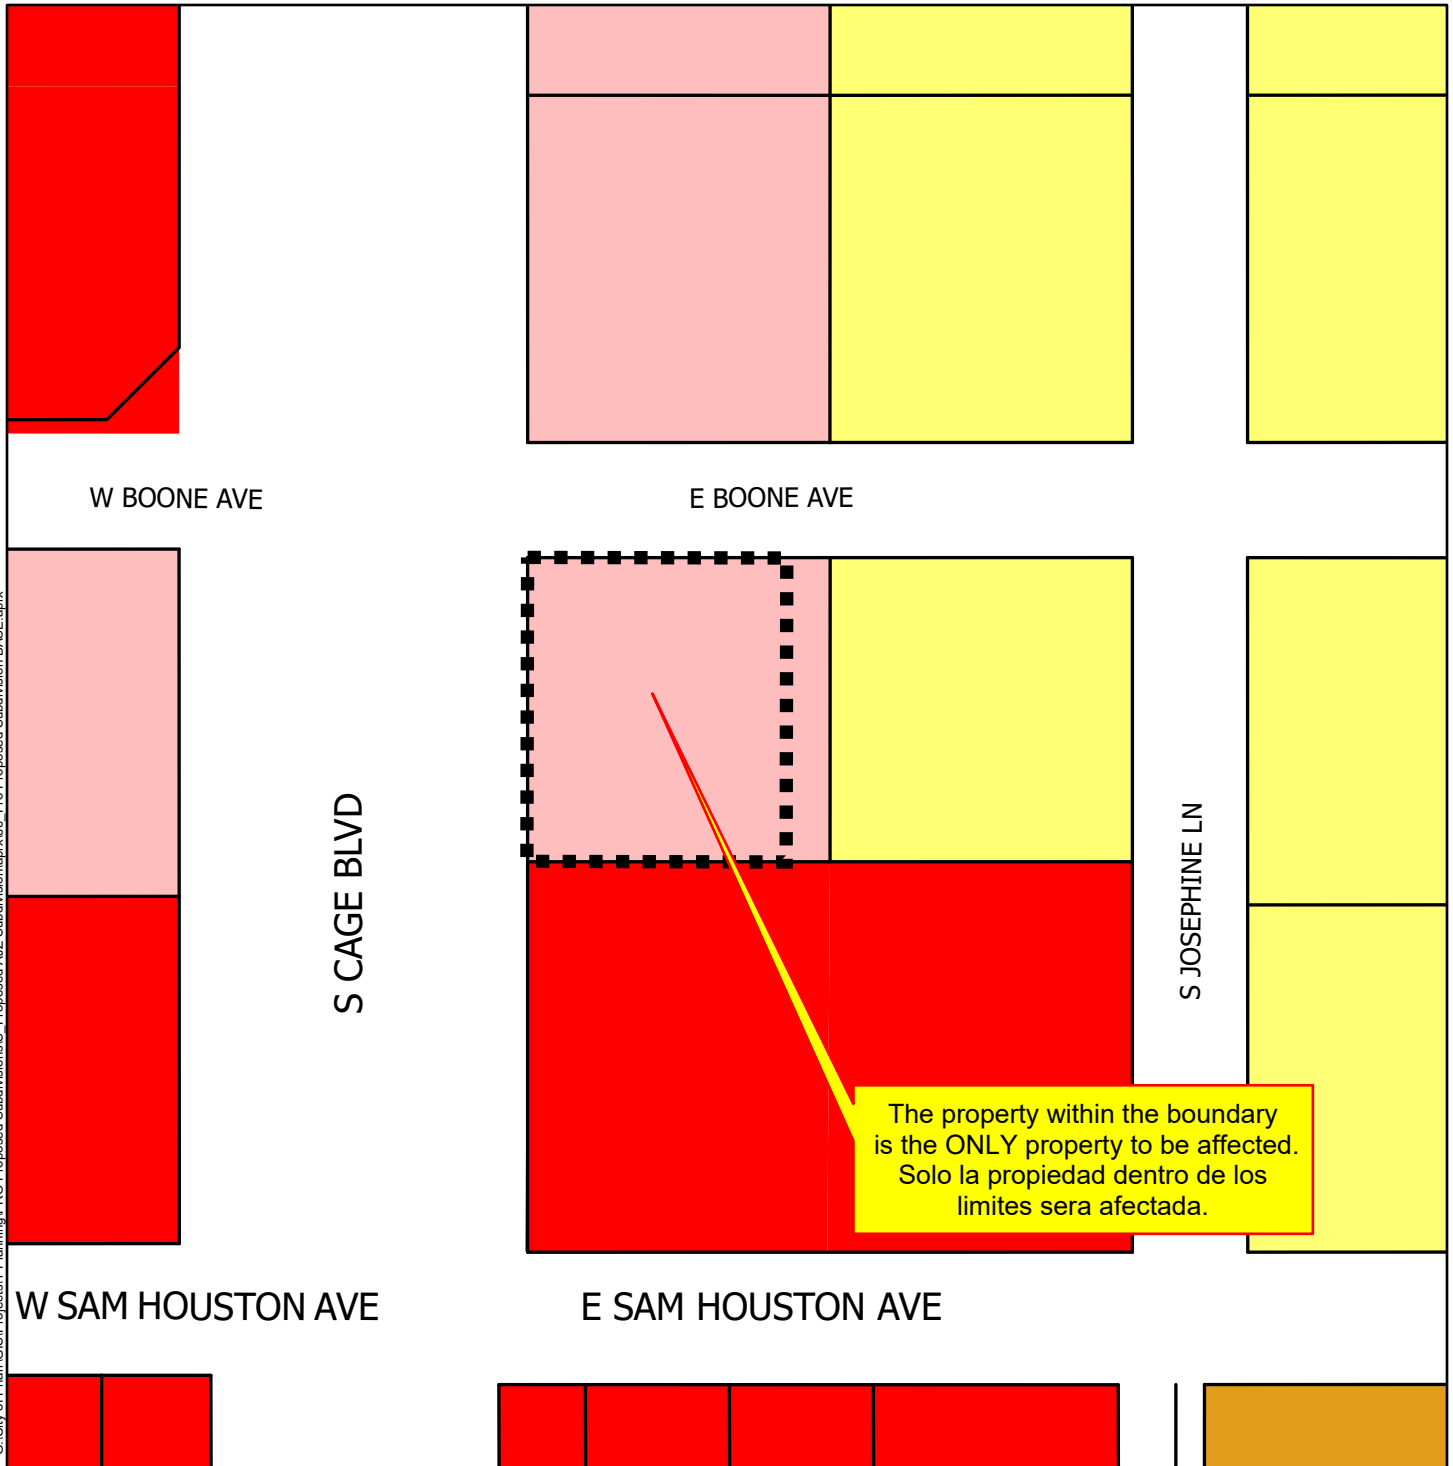 W BOONE AVE
E BOONE AVE
S CAGE BLVD
S JOSEPHINE LN
The property within the boundary
is the ONLY property to be affected.
Solo la propiedad dentro de los
limites sera afectada.
W SAM HOUSTON AVE
E SAM HOUSTON AVE